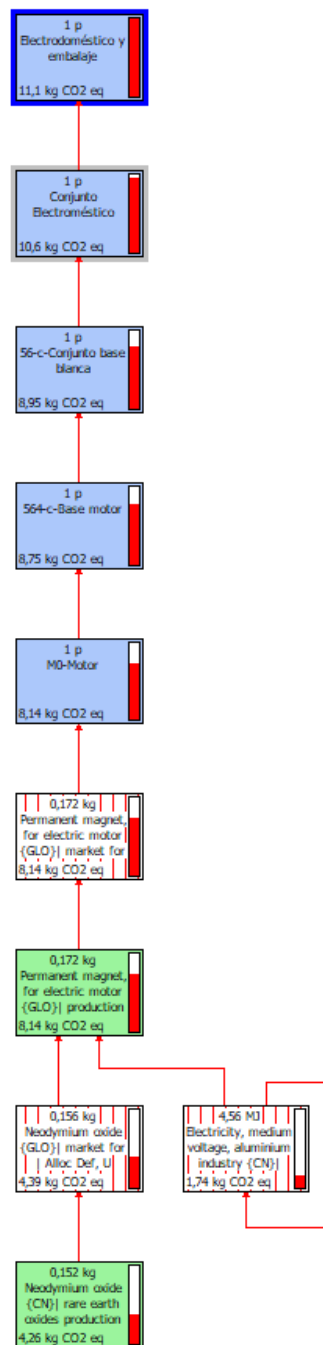 1 p
Electrodoméstico y
embalaje
11,1 kg CO2 eq
1 p
Conjunto
Electroméstico
10,6 kg CO2 eq
1 p
56-c-Conjunto base
blanca
8,95 kg CO2 eq
1 p
564-c-Base motor
8,75 kg CO2 eq
1 p
M0-Motor
8,14 kg CO2 eq
0,172 kg
Permanent magnet,
for electric motor
{GLO}| market for
8,14 kg CO2 eq
0,172 kg
Permanent magnet,
for electric motor
{GLO}| production
8,14 kg CO2 eq
0,156 kg
Neodymium oxide
{GLO}| market for
| Alloc Def, U
4,39 kg CO2 eq
4,56 MJ
Electricity, medium
voltage, aluminium
industry {CN}|
1,74 kg CO2 eq
0,152 kg
Neodymium oxide
{CN}| rare earth
oxides production
4,26 kg CO2 eq